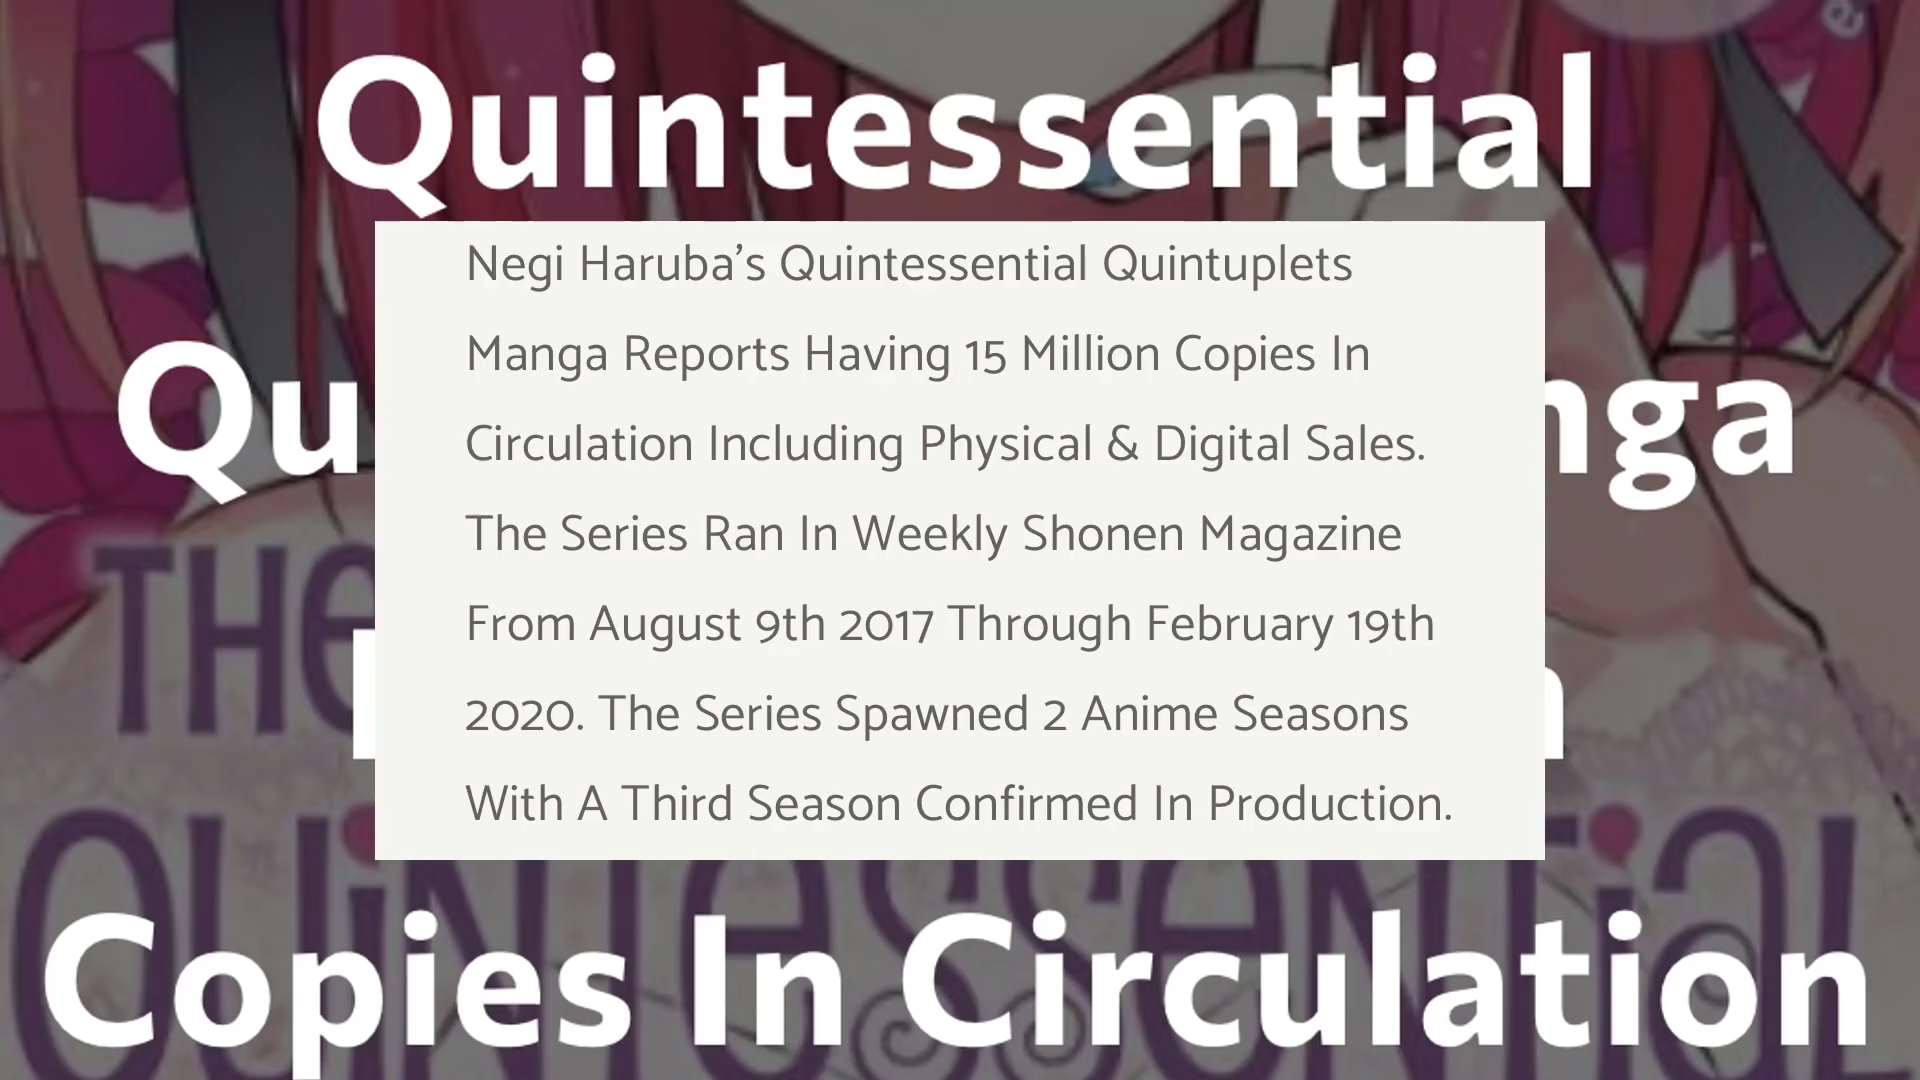 Quintessential
Negi Haruba's Quintessential Quintuplets
Manga Reports Having 15 Million Copies In
Circulation Including Physical & Digital Sales.
The Series Ran In Weekly Shonen Magazine
From August 9th 2017 Through February 19th
2020. The Series Spawned 2 Anime Seasons
With A Third Season Confirmed In Production.
THE
QUINTESSENTIAL
Copies In Circulation